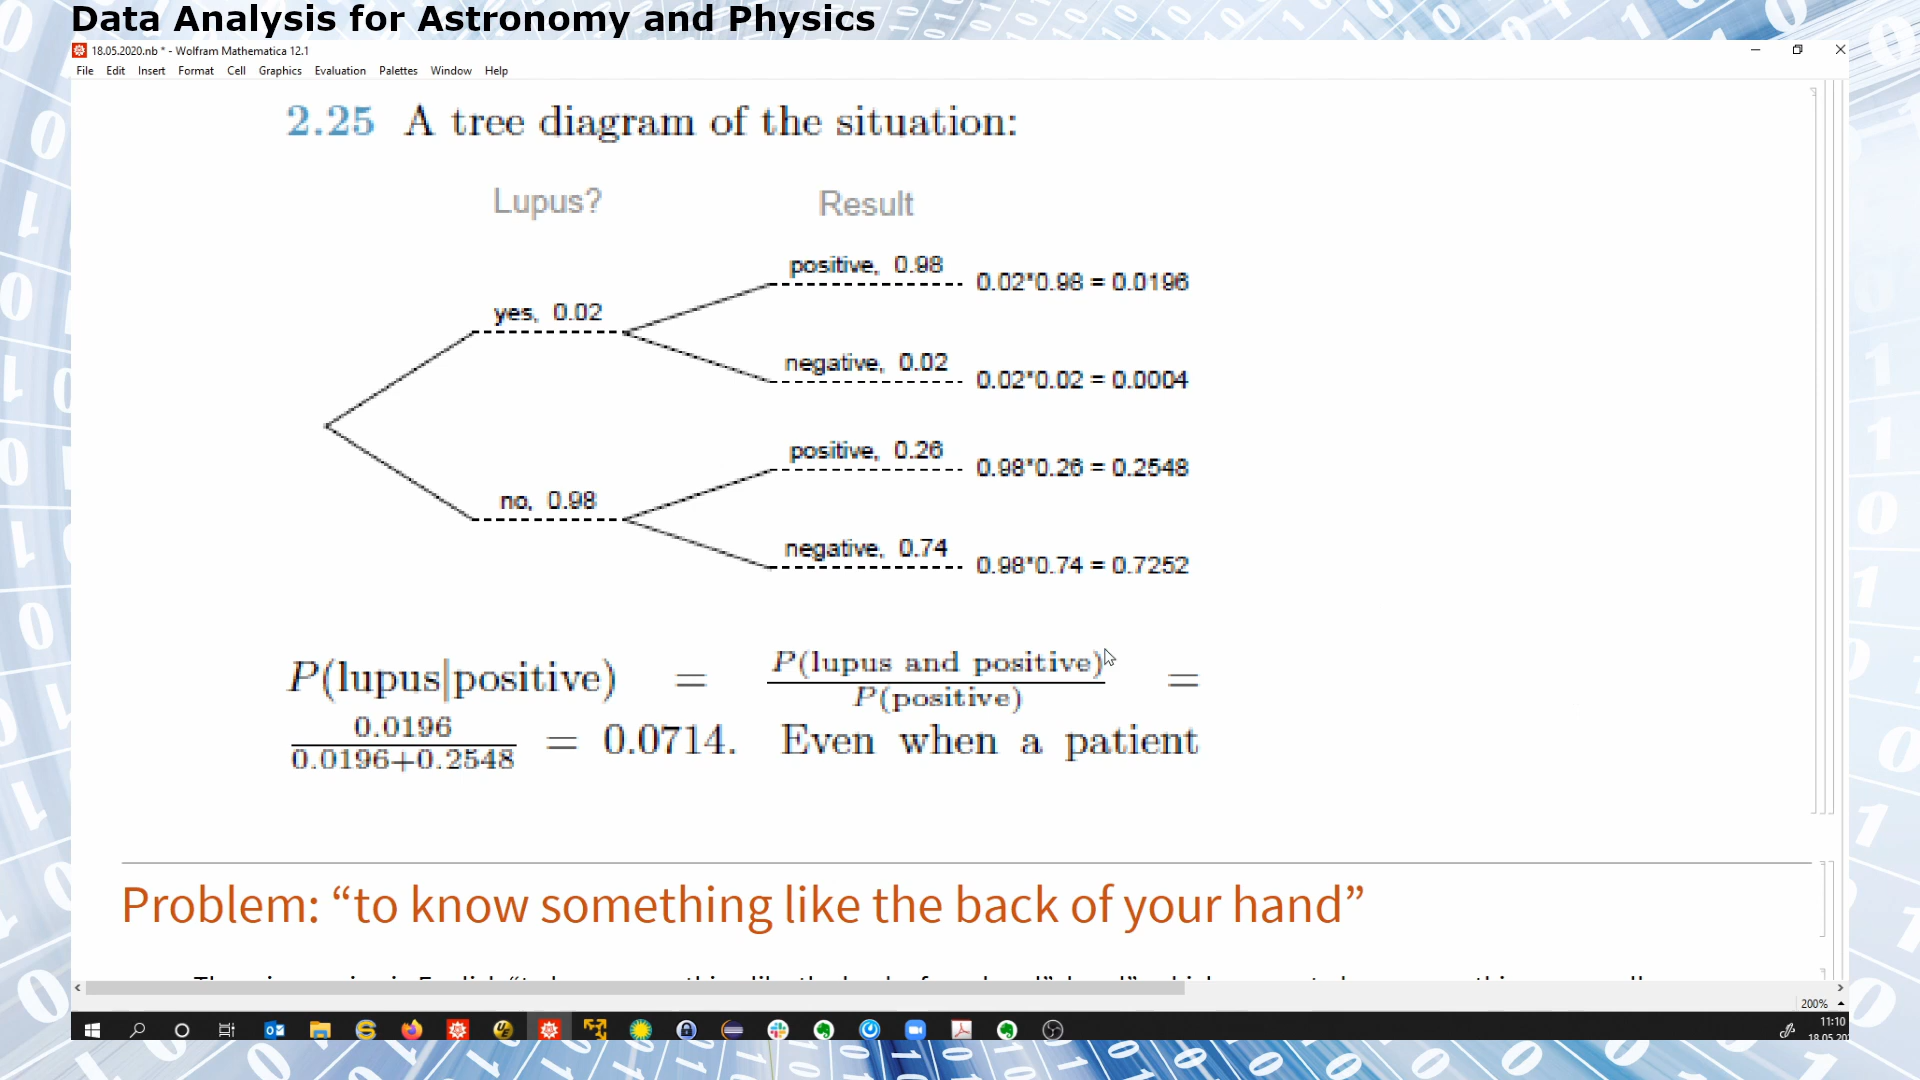 Data Analysis for Astronomy and Physics
18.05.2020.nb * - Wolfram Mathematica 12.1
File Edit Insert Format Cell Graphics Evaluation Palettes Window Help
2.25 A tree diagram of the situation:
Lupus? Result
positive, 0.98 0.02*0.98 = 0.0196
yes, 0.02
negative, 0.02 0.02*0.02 = 0.0004
positive, 0.26 0.98*0.26 = 0.2548
no, 0.98
negative, 0.74 0.98*0.74 = 0.7252
P(lupus|positive) = P(lupus and positive) / P(positive) =
0.0196 / 0.0196+0.2548 = 0.0714. Even when a patient
Problem: “to know something like the back of your hand”
200%
11:10